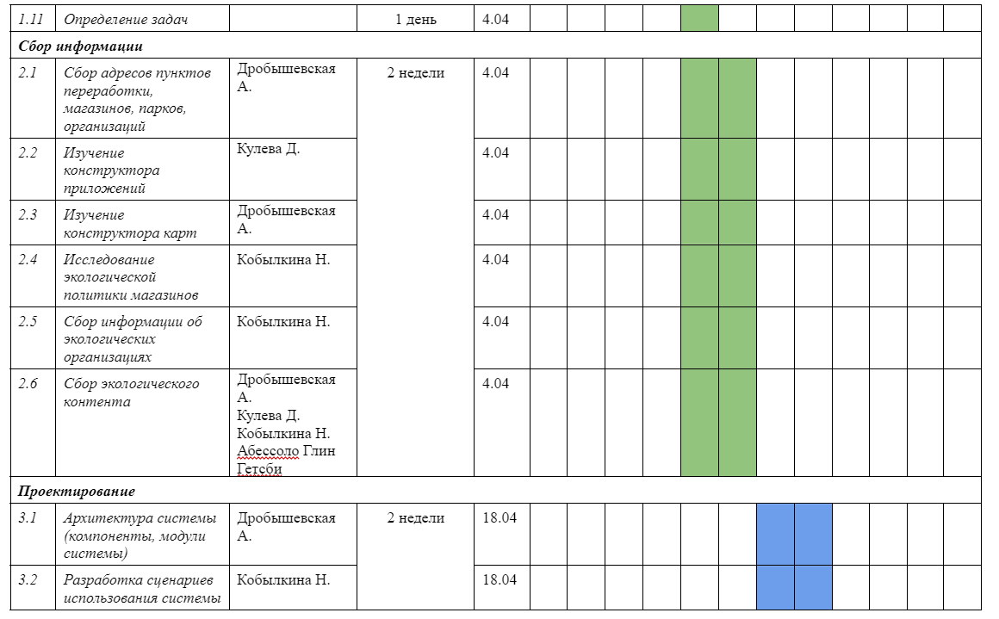 1.11 Определение задач 1 день 4.04
Сбор информации
2.1 Сбор адресов пунктов переработки, магазинов, парков, организаций Дробышевская А. 2 недели 4.04
2.2 Изучение конструктора приложений Кулева Д. 4.04
2.3 Изучение конструктора карт Дробышевская А. 4.04
2.4 Исследование экологической политики магазинов Кобылкина Н. 4.04
2.5 Сбор информации об экологических организациях Кобылкина Н. 4.04
2.6 Сбор экологического контента Дробышевская А. Кулева Д. Кобылкина Н. Абессоло Глин Гетсби 4.04
Проектирование
3.1 Архитектура системы (компоненты, модули системы) Дробышевская А. 2 недели 18.04
3.2 Разработка сценариев использования системы Кобылкина Н. 18.04